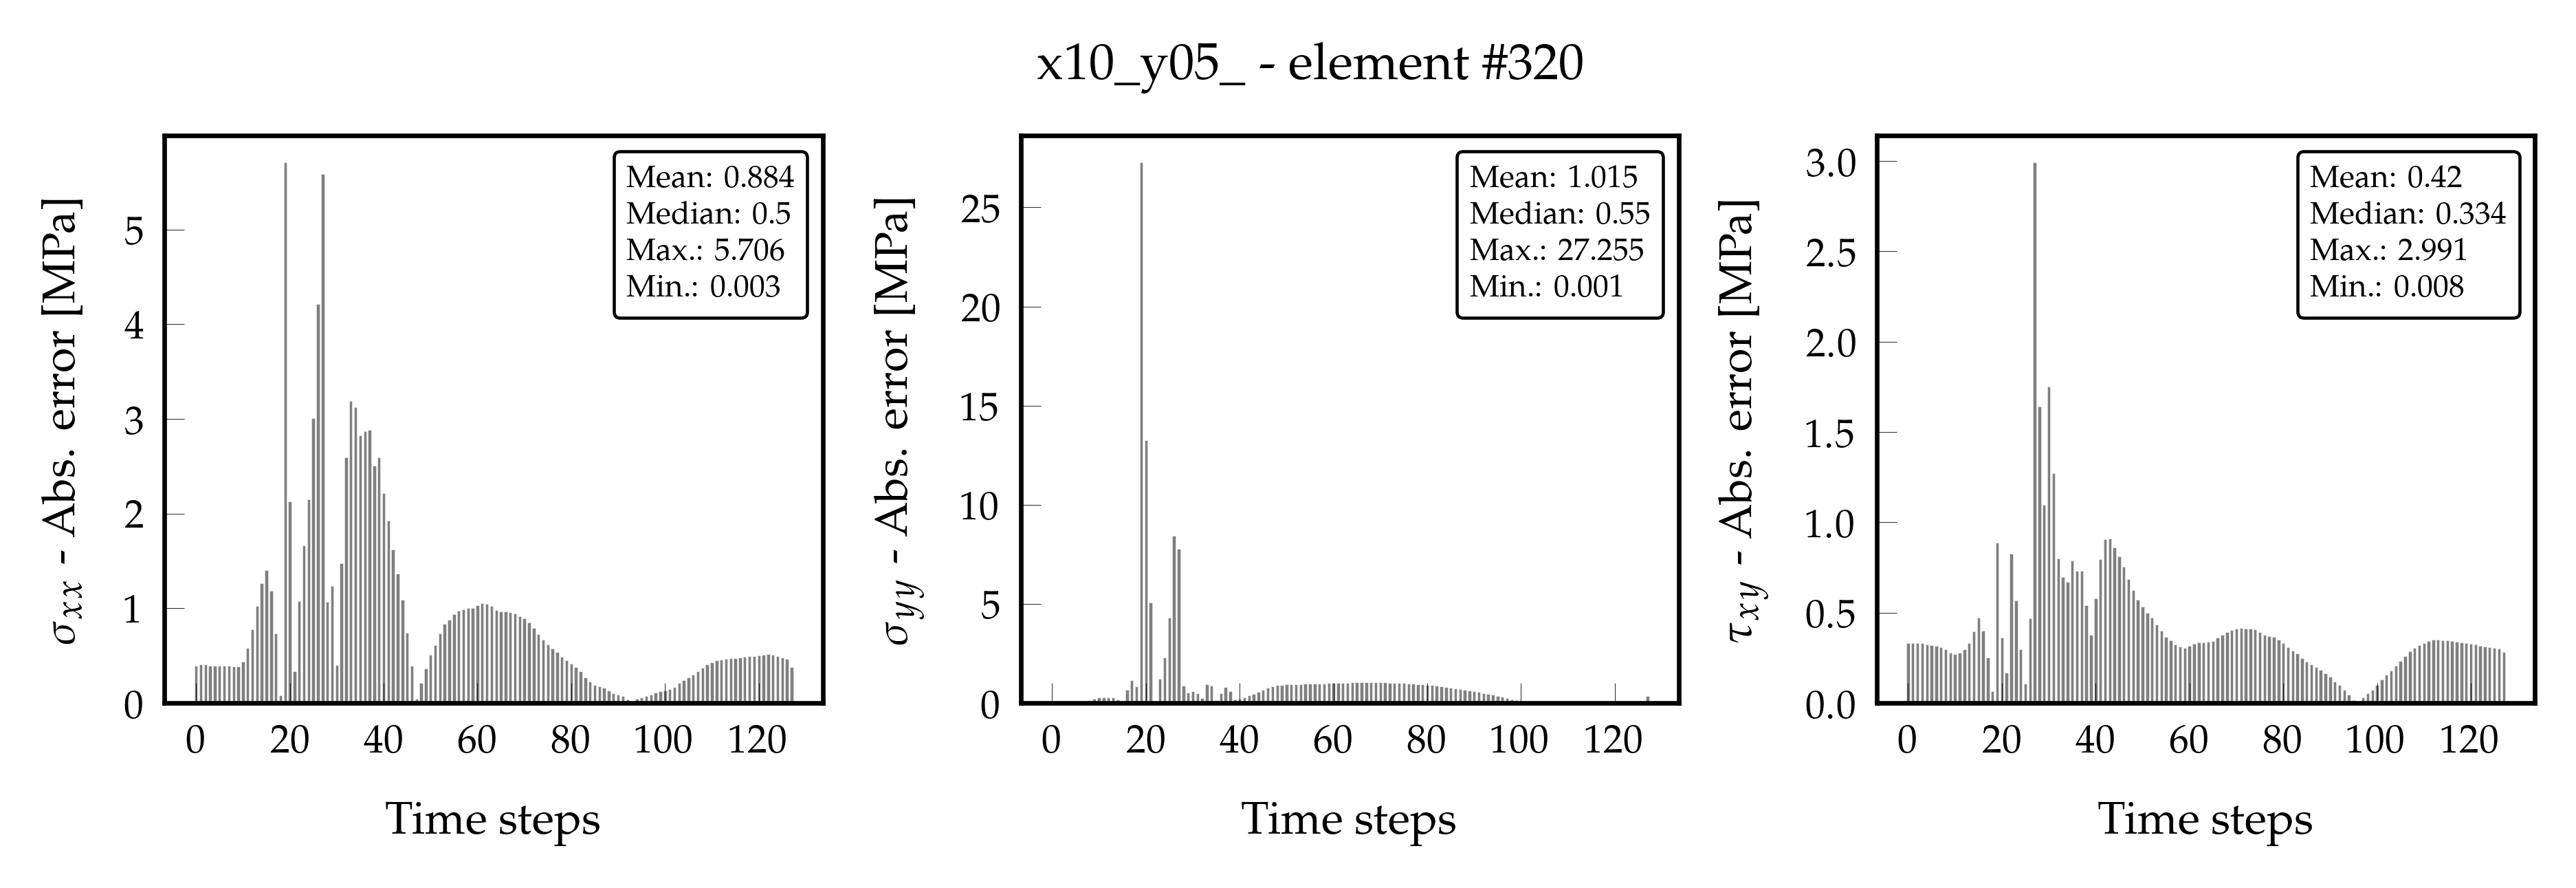 x10_y05_ - element #320
σxx - Abs. error [MPa]
5
4
3
2
1
0
0 20 40 60 80 100 120
Time steps
Mean: 0.884
Median: 0.5
Max.: 5.706
Min.: 0.003
σyy - Abs. error [MPa]
25
20
15
10
5
0
0 20 40 60 80 100 120
Time steps
Mean: 1.015
Median: 0.55
Max.: 27.255
Min.: 0.001
τxy - Abs. error [MPa]
3.0
2.5
2.0
1.5
1.0
0.5
0.0
0 20 40 60 80 100 120
Time steps
Mean: 0.42
Median: 0.334
Max.: 2.991
Min.: 0.008